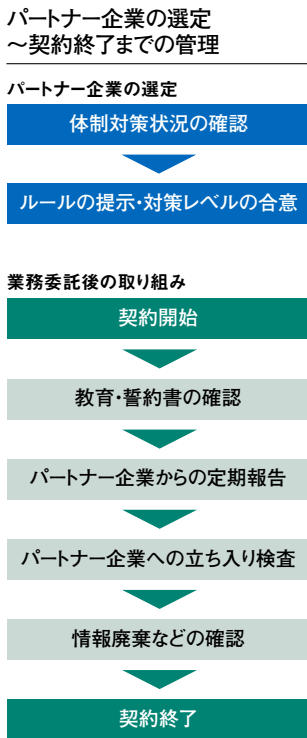 パートナー企業の選定
～契約終了までの管理
パートナー企業の選定
体制対策状況の確認
ルールの提示・対策レベルの合意
業務委託後の取り組み
契約開始
教育・誓約書の確認
パートナー企業からの定期報告
パートナー企業への立ち入り検査
情報廃棄などの確認
契約終了